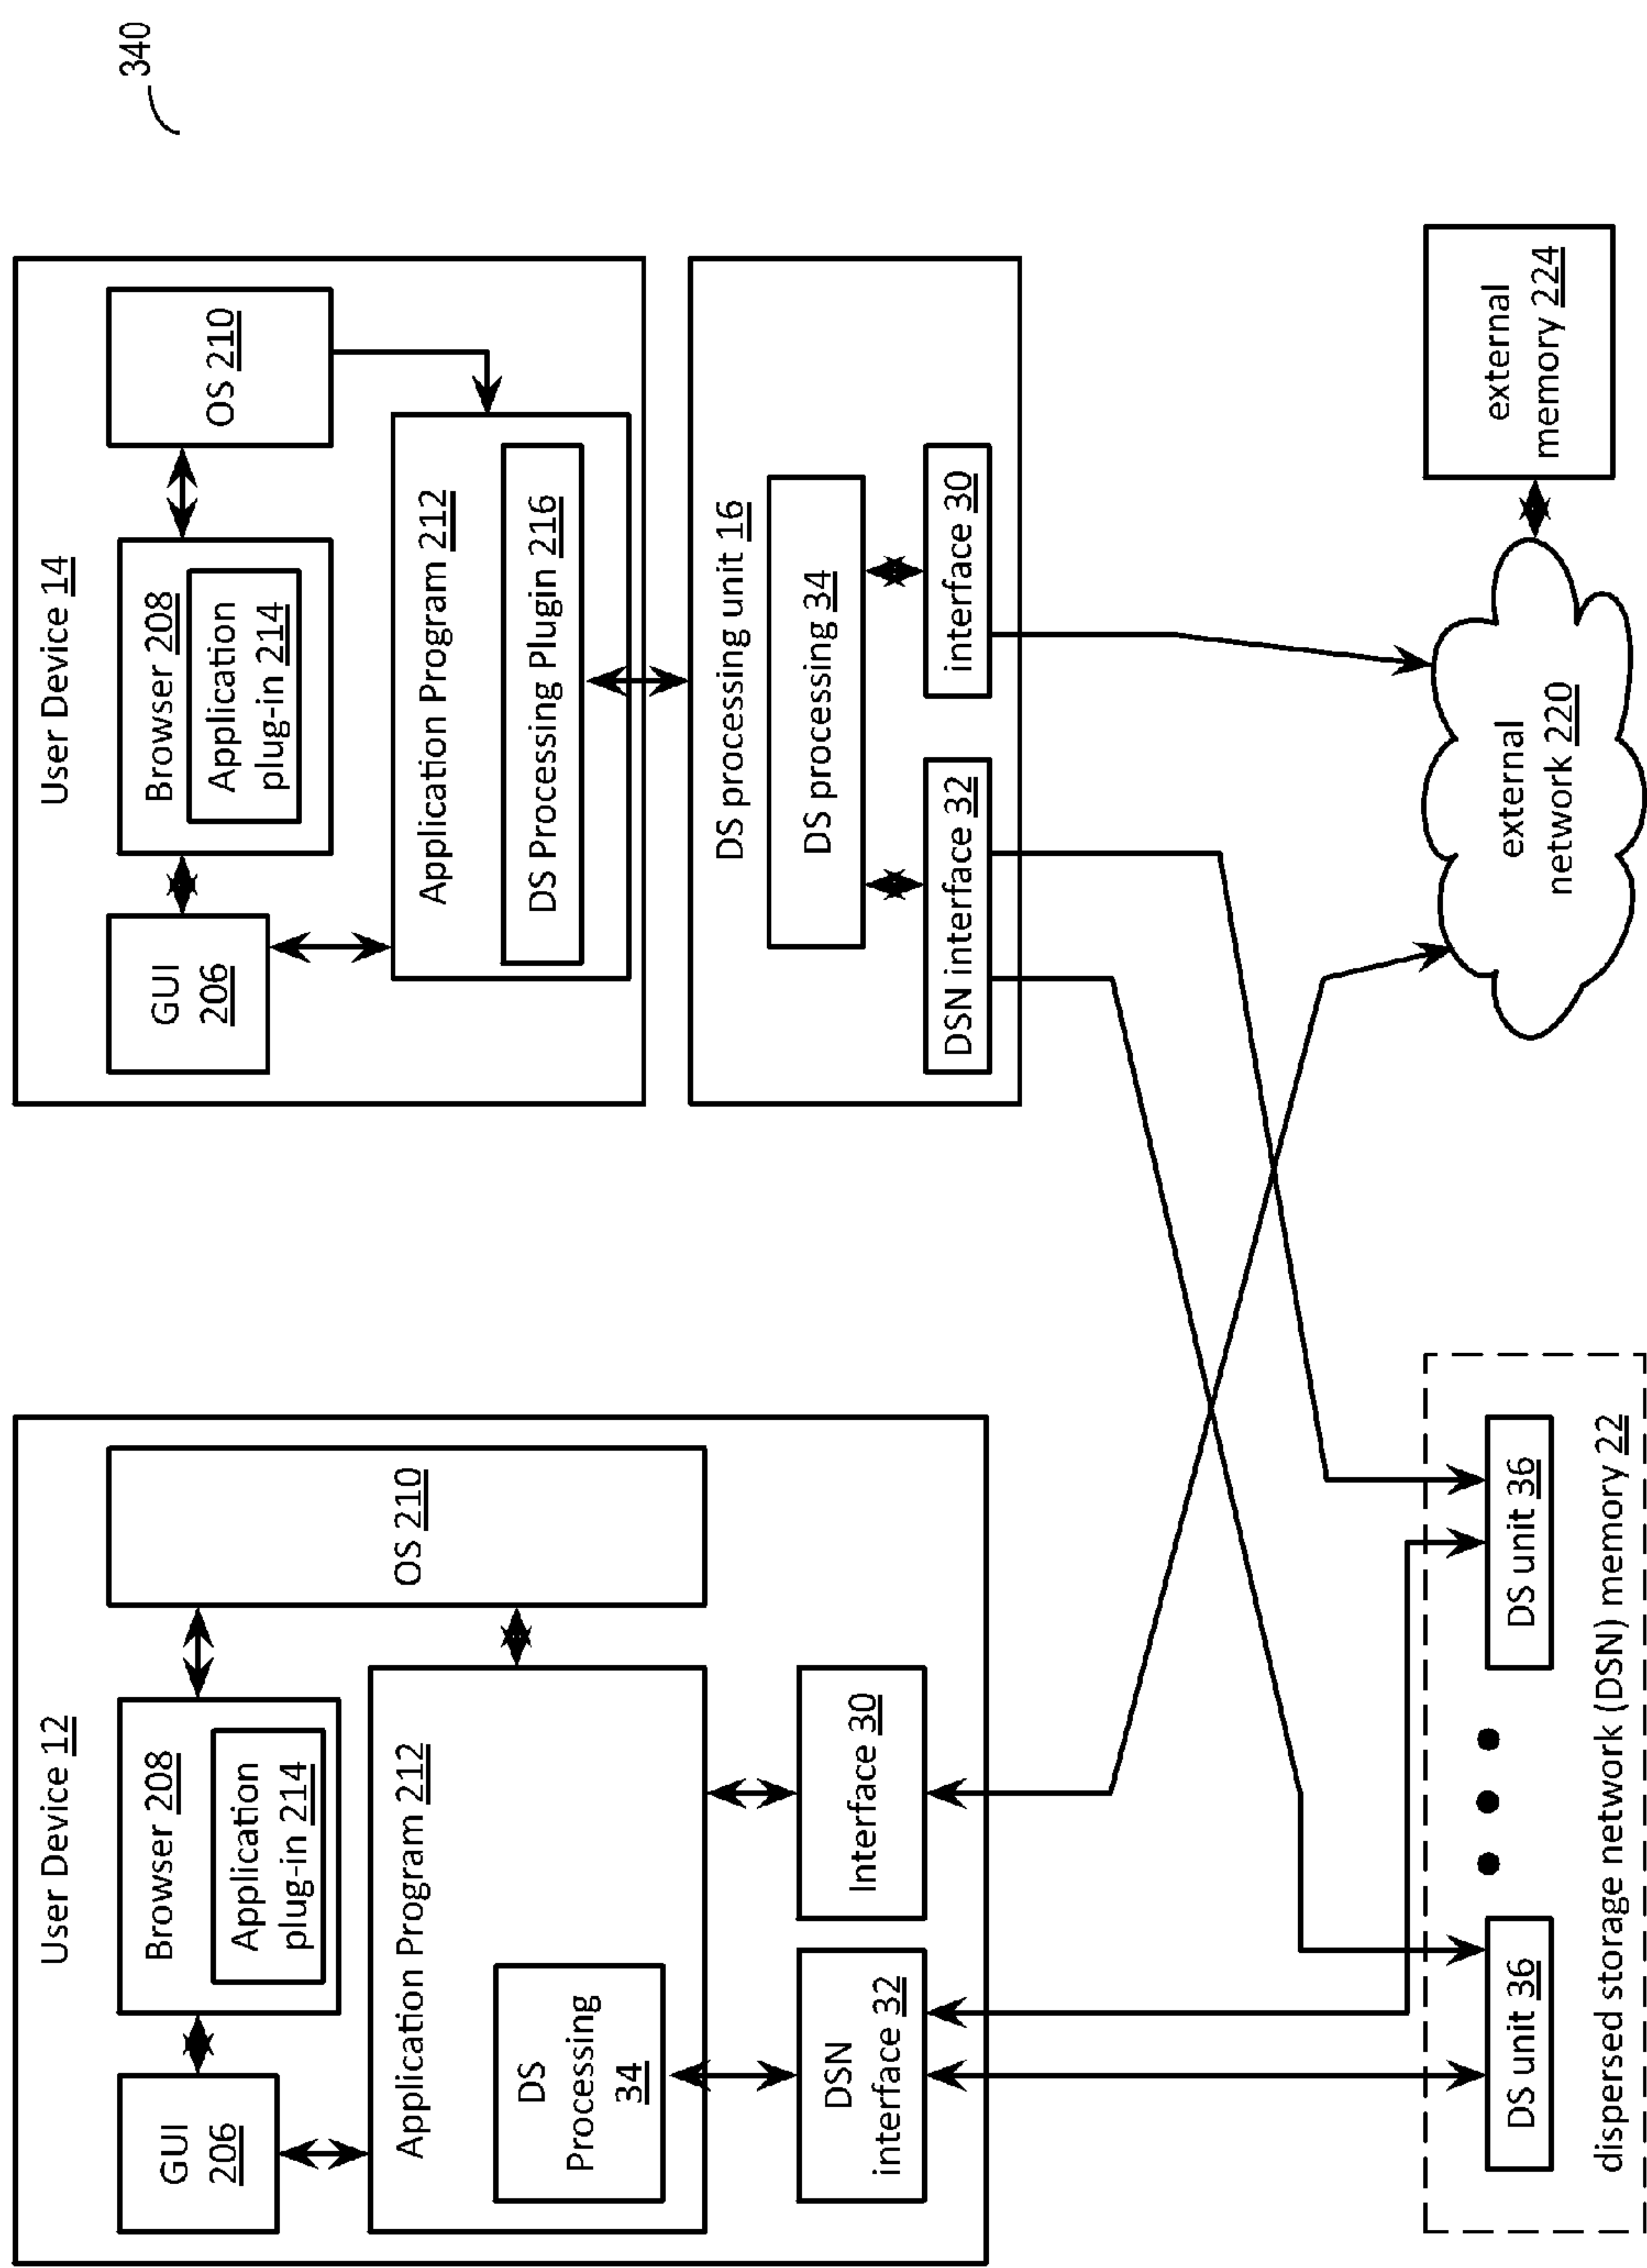 340
User Device 12
GUI
206
Browser 208
Application
plug-in 214
OS 210
Application Program 212
DS
Processing
34
DSN
interface 32
Interface 30
User Device 14
GUI
206
Browser 208
Application
plug-in 214
OS 210
Application Program 212
DS Processing Plugin 216
DS processing unit 16
DS processing 34
DSN interface 32
interface 30
DS unit 36
DS unit 36
dispersed storage network (DSN) memory 22
external
network 220
external
memory 224